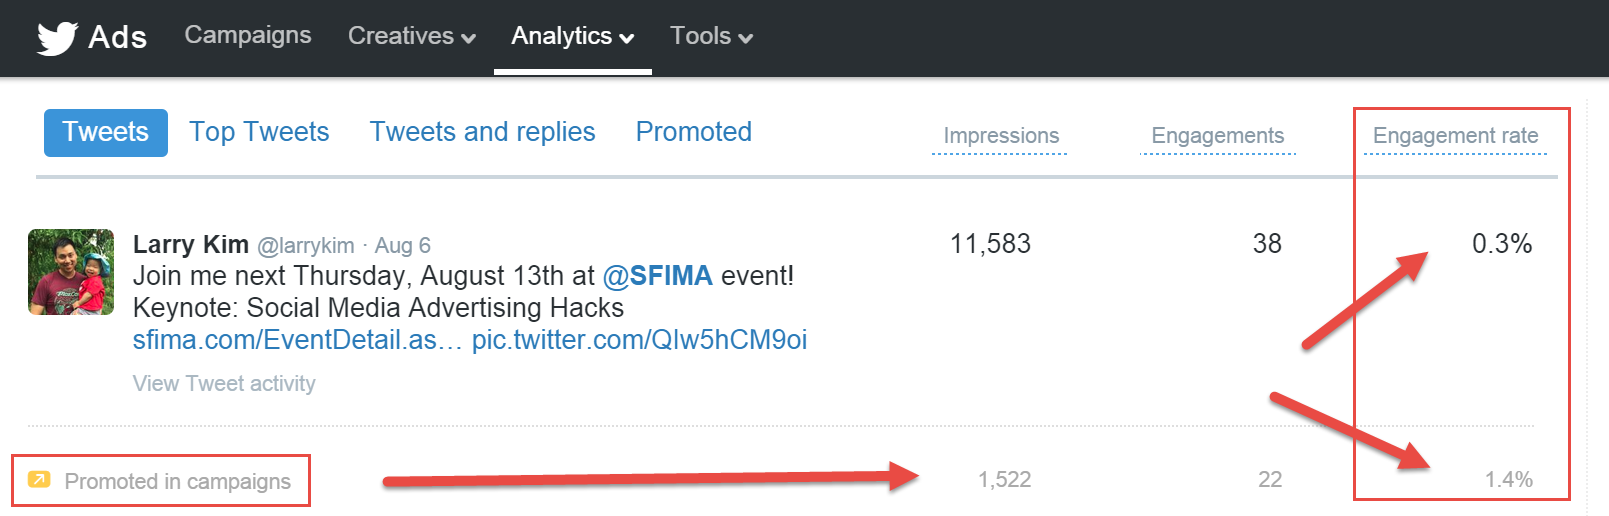 Ads Campaigns Creatives Analytics Tools
Tweets Top Tweets Tweets and replies Promoted Impressions Engagements Engagement rate
Larry Kim @larrykim · Aug 6 11,583 38 0.3%
Join me next Thursday, August 13th at @SFIMA event!
Keynote: Social Media Advertising Hacks
sfima.com/EventDetail.as… pic.twitter.com/QIw5hCM9oi
View Tweet activity
Promoted in campaigns 1,522 22 1.4%